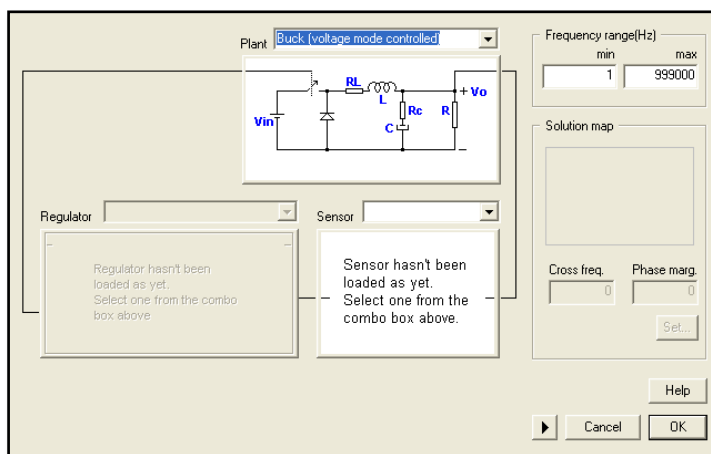 Plant Buck (voltage mode controlled)
RL
L
+ Vo
Vin
Rc
R
C
Regulator
Regulator hasn't been
loaded as yet.
Select one from the combo
box above
Sensor
Sensor hasn't been
loaded as yet.
Select one from the
combo box above.
Frequency range(Hz)
min max
1 999000
Solution map
Cross freq. Phase marg.
0 0
Set...
Help
Cancel OK